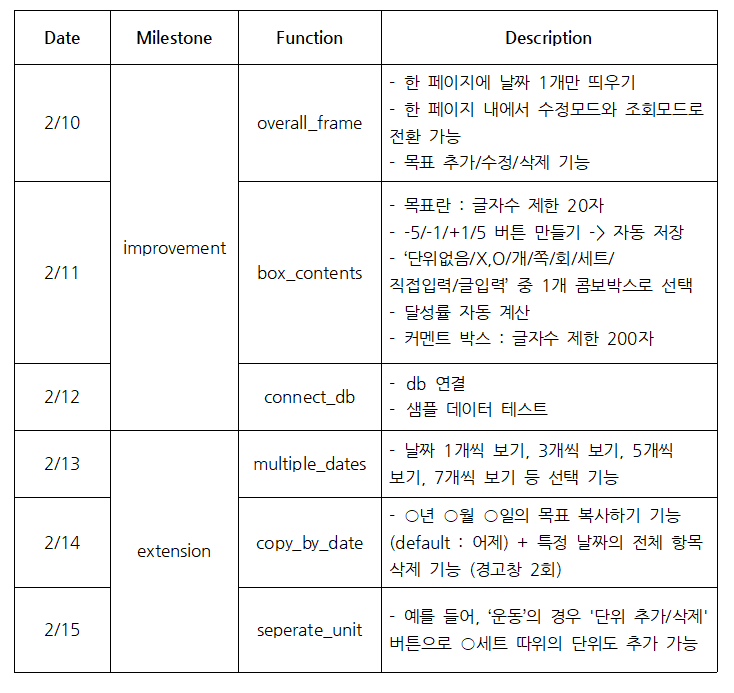 Date Milestone Function Description
2/10 improvement overall_frame
- 한 페이지에 날짜 1개만 띄우기
- 한 페이지 내에서 수정모드와 조회모드로
전환 가능
- 목표 추가/수정/삭제 기능
2/11 box_contents
- 목표란 : 글자수 제한 20자
- -5/-1/+1/5 버튼 만들기 -> 자동 저장
- ‘단위없음/X,O/개/쪽/회/세트/
직접입력/글입력’ 중 1개 콤보박스로 선택
- 달성률 자동 계산
- 커멘트 박스 : 글자수 제한 200자
2/12 connect_db
- db 연결
- 샘플 데이터 테스트
2/13 extension multiple_dates
- 날짜 1개씩 보기, 3개씩 보기, 5개씩
보기, 7개씩 보기 등 선택 기능
2/14 copy_by_date
- ○년 ○월 ○일의 목표 복사하기 기능
(default : 어제) + 특정 날짜의 전체 항목
삭제 기능 (경고창 2회)
2/15 seperate_unit
- 예를 들어, ‘운동’의 경우 '단위 추가/삭제'
버튼으로 ○세트 따위의 단위도 추가 가능